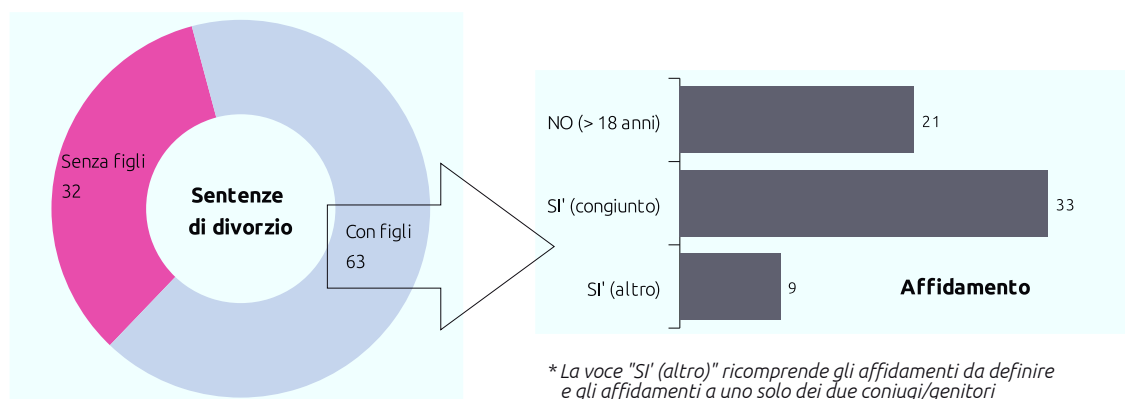 Senza figli
32
Sentenze
di divorzio
Con figli
63
NO (> 18 anni)
21
SI' (congiunto)
33
SI' (altro)
9
Affidamento
* La voce "SI' (altro)" ricomprende gli affidamenti da definire
e gli affidamenti a uno solo dei due coniugi/genitori